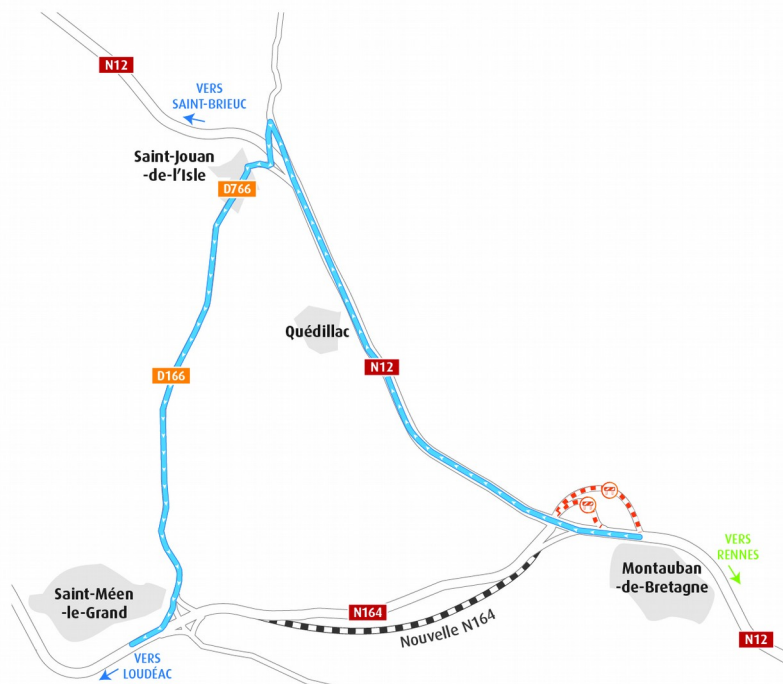 N12
VERS
SAINT-BRIEUC
Saint-Jouan
-de-l'Isle
D766
Quédillac
N12
D166
VERS
RENNES
Montauban
-de-Bretagne
Saint-Méen
-le-Grand
N164
Nouvelle N164
N12
VERS
LOUDÉAC